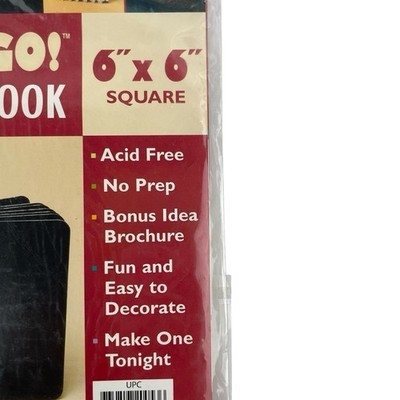 GO!™
OOK
6" x 6"
SQUARE
Acid Free
No Prep
Bonus Idea
Brochure
Fun and
Easy to
Decorate
Make One
Tonight
UPC